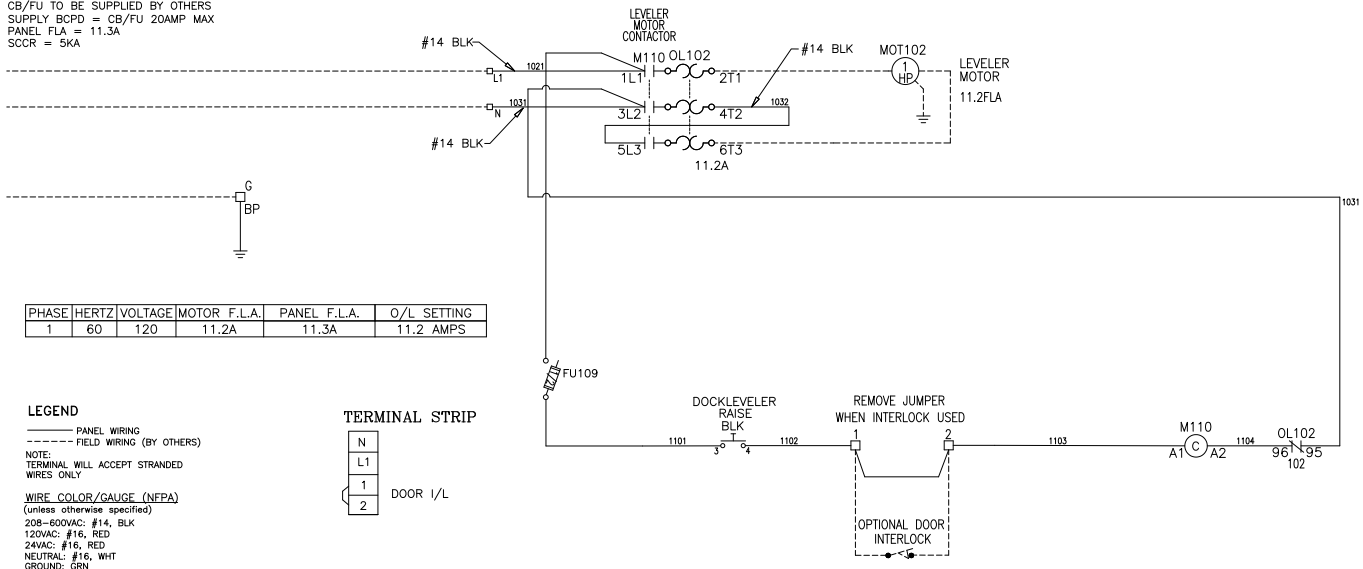 CB/FU TO BE SUPPLIED BY OTHERS
SUPPLY BCPD = CB/FU 20AMP MAX
PANEL FLA = 11.3A
SCCR = 5KA
LEVELER
MOTOR
CONTACTOR
#14 BLK
M110 OL102
#14 BLK
MOT102
L1
1021
1L1
2T1
1
HP
LEVELER
MOTOR
11.2FLA
N
1031
3L2
4T2
1032
#14 BLK
5L3
6T3
11.2A
G
BP
1031
PHASE HERTZ VOLTAGE MOTOR F.L.A. PANEL F.L.A. O/L SETTING
1 60 120 11.2A 11.3A 11.2 AMPS
FU109
1/2
LEGEND
PANEL WIRING
FIELD WIRING (BY OTHERS)
NOTE:
TERMINAL WILL ACCEPT STRANDED
WIRES ONLY
WIRE COLOR/GAUGE (NFPA)
(unless otherwise specified)
208-600VAC: #14, BLK
120VAC: #16, RED
24VAC: #16, RED
NEUTRAL: #16, WHT
GROUND: GRN
TERMINAL STRIP
N
L1
1
2
DOOR I/L
DOCKLEVELER
RAISE
BLK
1101
3 4
1102
REMOVE JUMPER
WHEN INTERLOCK USED
1 2
1103
M110
A1 C A2
1104
OL102
96 95
102
OPTIONAL DOOR
INTERLOCK